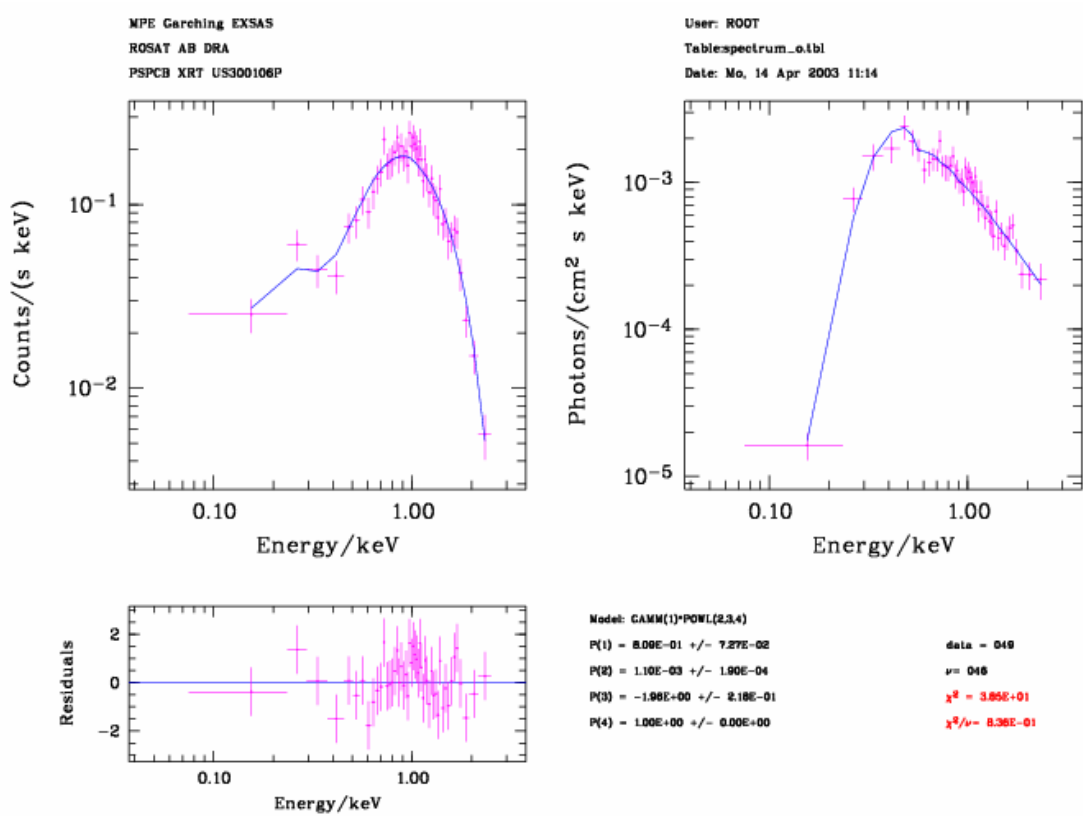 MPE Garching EXSAS
ROSAT AB DRA
PSPCB XRT US300106P
User: ROOT
Table:spectrum_o.tbl
Date: Mo, 14 Apr 2003 11:14
Counts/(s keV)
10⁻¹
10⁻²
0.10 1.00
Energy/keV
Photons/(cm² s keV)
10⁻³
10⁻⁴
10⁻⁵
0.10 1.00
Energy/keV
Residuals
2
0
−2
0.10 1.00
Energy/keV
Model: GAMM(1)*POWL(2,3,4)
P(1) = 8.09E-01 +/- 7.27E-02
P(2) = 1.10E-03 +/- 1.90E-04
P(3) = -1.96E+00 +/- 2.16E-01
P(4) = 1.00E+00 +/- 0.00E+00
data = 049
ν= 046
χ² = 3.85E+01
χ²/ν= 8.36E-01